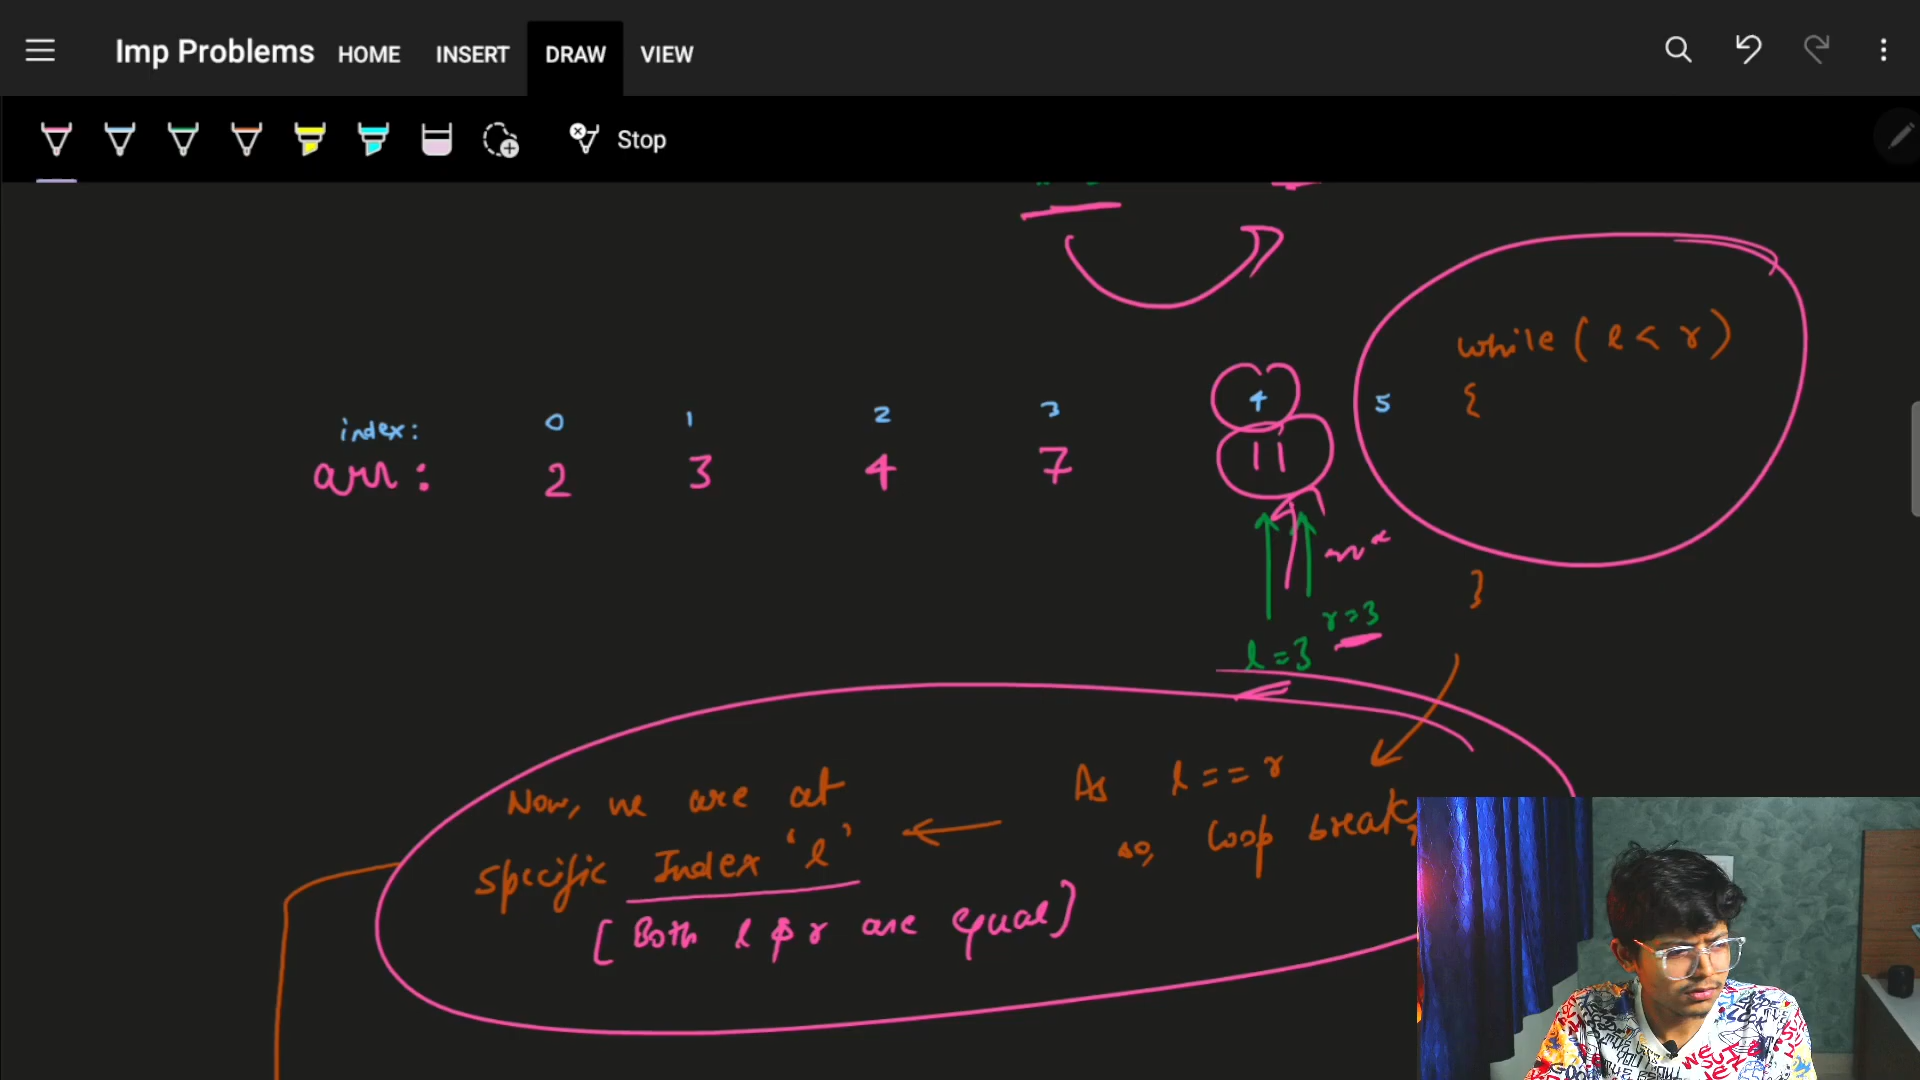 Imp Problems HOME INSERT DRAW VIEW
Stop
while ( l < r )
{
index: 0 1 2 3 4 5
arr : 2 3 4 7 11
}
r=3
l=3
Now, we are at
specific Index 'l'
[ Both l & r are equal ]
As l == r
so, loop break